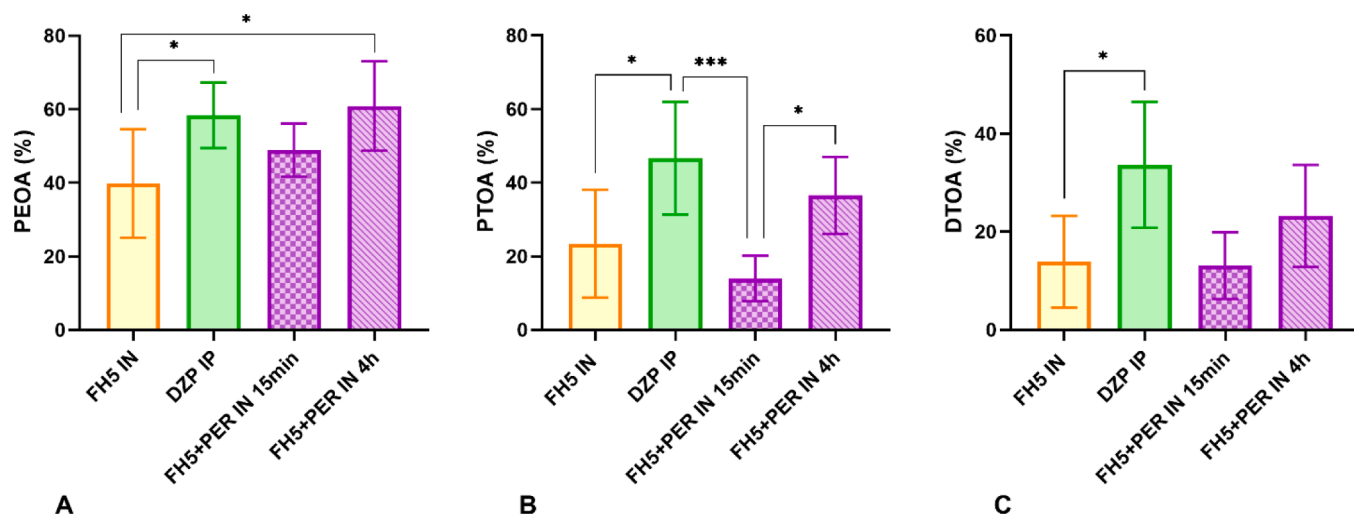 PEOA (%)
80
60
40
20
0
*
*
FH5 IN
DZP IP
FH5+PER IN 15min
FH5+PER IN 4h
A
PTOA (%)
80
60
40
20
0
*
***
*
FH5 IN
DZP IP
FH5+PER IN 15min
FH5+PER IN 4h
B
DTOA (%)
60
40
20
0
*
FH5 IN
DZP IP
FH5+PER IN 15min
FH5+PER IN 4h
C